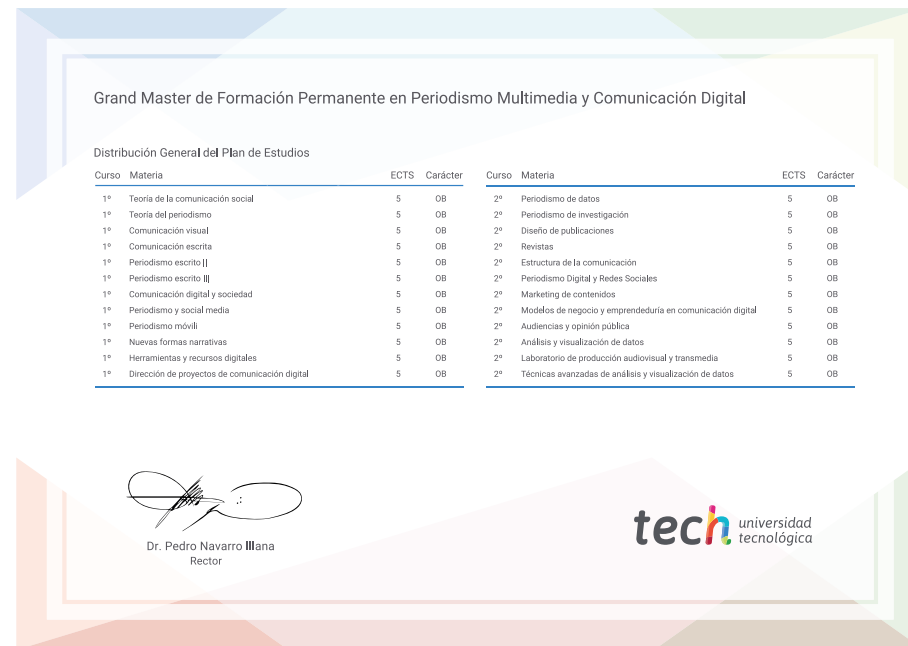 Grand Master de Formación Permanente en Periodismo Multimedia y Comunicación Digital
Distribución General del Plan de Estudios
Curso Materia ECTS Carácter
1º Teoría de la comunicación social 5 OB
1º Teoría del periodismo 5 OB
1º Comunicación visual 5 OB
1º Comunicación escrita 5 OB
1º Periodismo escrito II 5 OB
1º Periodismo escrito III 5 OB
1º Comunicación digital y sociedad 5 OB
1º Periodismo y social media 5 OB
1º Periodismo móvili 5 OB
1º Nuevas formas narrativas 5 OB
1º Herramientas y recursos digitales 5 OB
1º Dirección de proyectos de comunicación digital 5 OB
Curso Materia ECTS Carácter
2º Periodismo de datos 5 OB
2º Periodismo de investigación 5 OB
2º Diseño de publicaciones 5 OB
2º Revistas 5 OB
2º Estructura de la comunicación 5 OB
2º Periodismo Digital y Redes Sociales 5 OB
2º Marketing de contenidos 5 OB
2º Modelos de negocio y emprendeduría en comunicación digital 5 OB
2º Audiencias y opinión pública 5 OB
2º Análisis y visualización de datos 5 OB
2º Laboratorio de producción audiovisual y transmedia 5 OB
2º Técnicas avanzadas de análisis y visualización de datos 5 OB
Dr. Pedro Navarro Illana
Rector
tech universidad
tecnológica